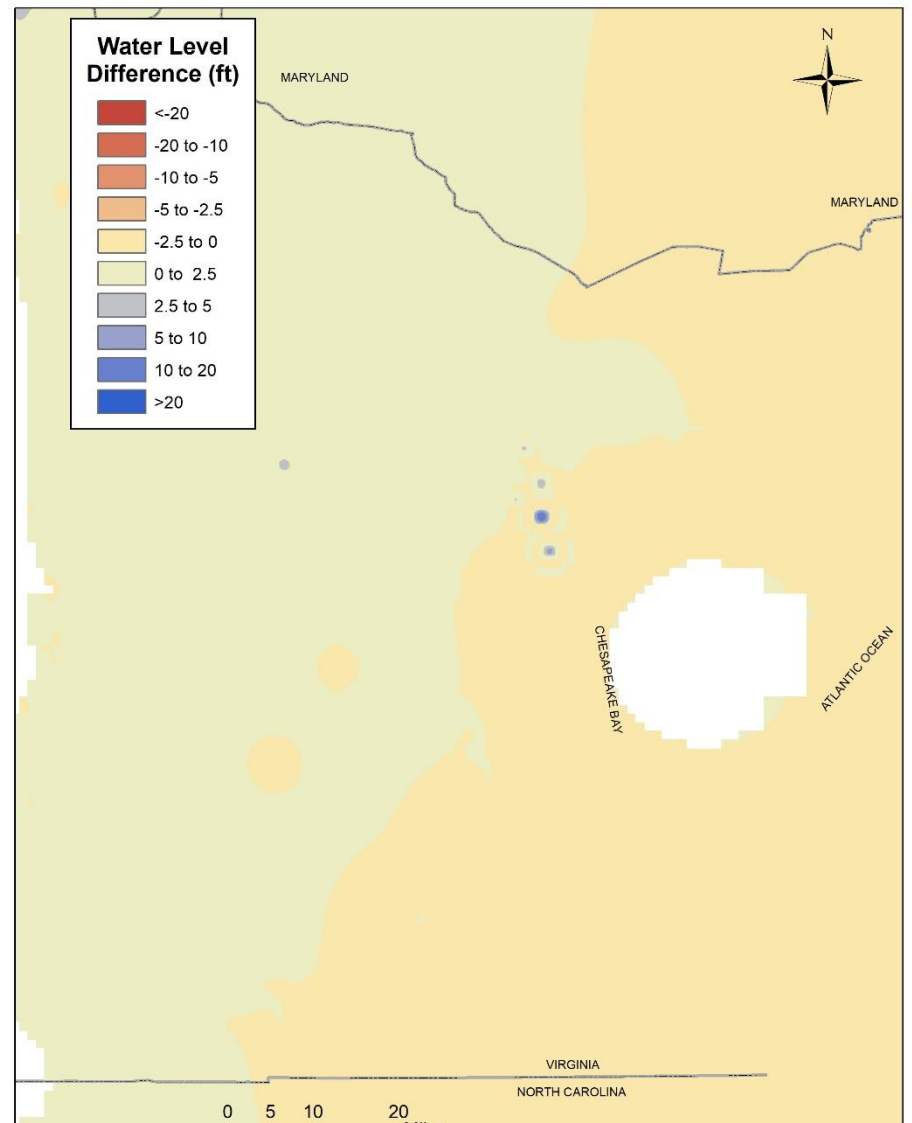 Water Level
Difference (ft)
<-20
-20 to -10
-10 to -5
-5 to -2.5
-2.5 to 0
0 to 2.5
2.5 to 5
5 to 10
10 to 20
>20
MARYLAND
N
MARYLAND
CHESAPEAKE BAY
ATLANTIC OCEAN
VIRGINIA
NORTH CAROLINA
0 5 10 20